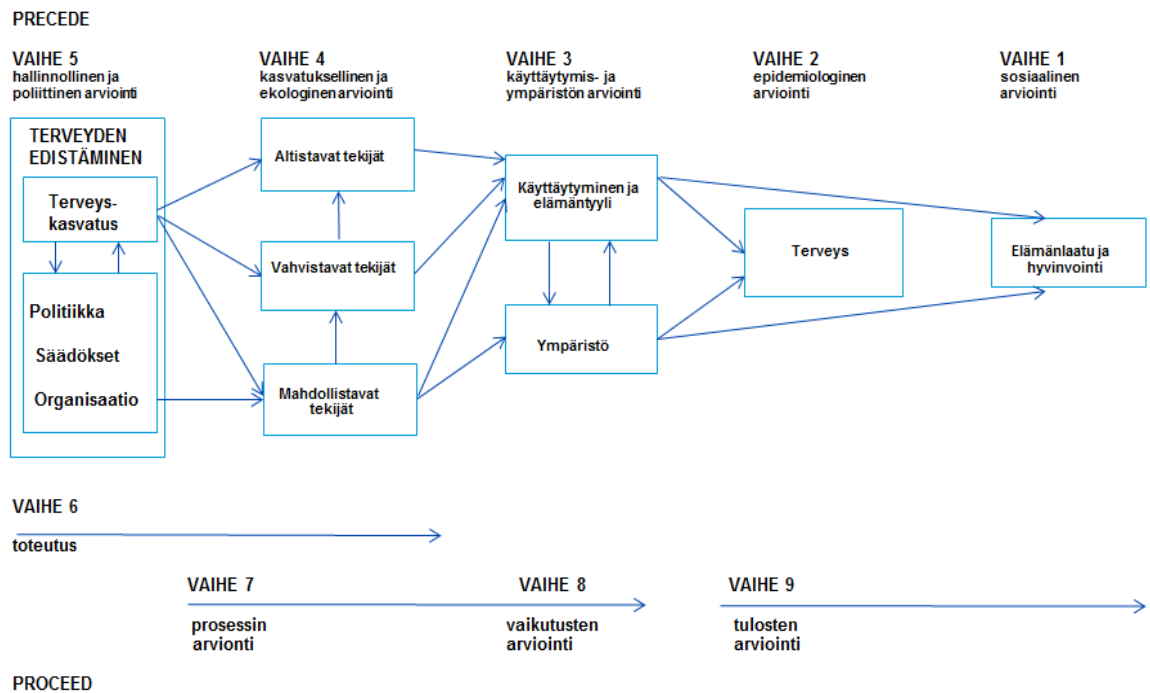 PRECEDE
VAIHE 5
hallinnollinen ja
poliittinen arviointi
VAIHE 4
kasvatuksellinen ja
ekologinen arviointi
VAIHE 3
käyttäytymis- ja
ympäristön arviointi
VAIHE 2
epidemiologinen
arviointi
VAIHE 1
sosiaalinen
arviointi
TERVEYDEN
EDISTÄMINEN
Terveys-
kasvatus
Politiikka
Säädökset
Organisaatio
Altistavat tekijät
Vahvistavat tekijät
Mahdollistavat
tekijät
Käyttäytyminen ja
elämäntyyli
Ympäristö
Terveys
Elämänlaatu ja
hyvinvointi
VAIHE 6
toteutus
VAIHE 7
prosessin
arvionti
VAIHE 8
vaikutusten
arviointi
VAIHE 9
tulosten
arviointi
PROCEED